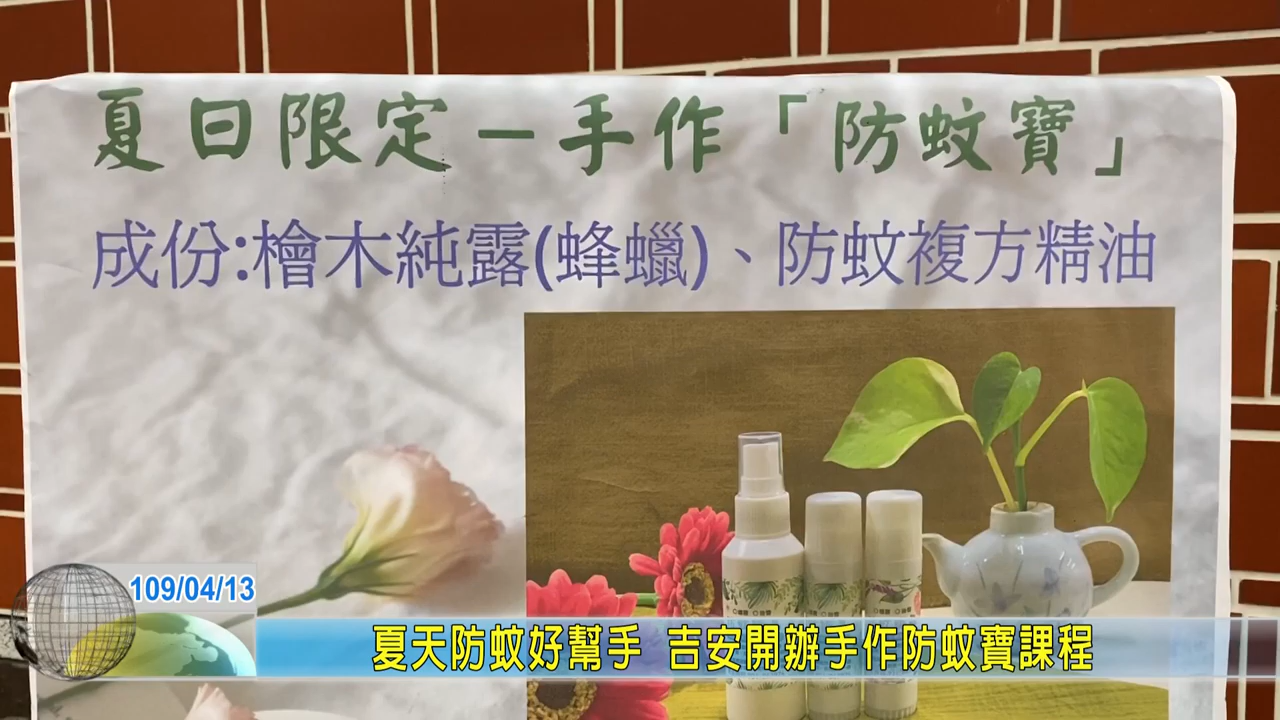 夏日限定－手作「防蚊寶」
成份:檜木純露(蜂蠟)、防蚊複方精油
109/04/13
夏天防蚊好幫手 吉安開辦手作防蚊寶課程